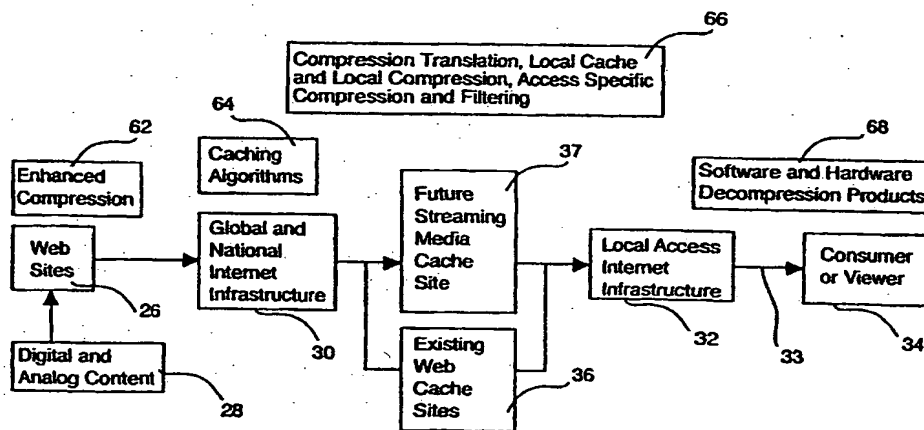 66
Compression Translation, Local Cache
and Local Compression, Access Specific
Compression and Filtering
62
Enhanced
Compression
64
Caching
Algorithms
37
68
Software and Hardware
Decompression Products
Web
Sites
26
Global and
National
Internet
Infrastructure
30
Future
Streaming
Media
Cache
Site
Local Access
Internet
Infrastructure
32
33
Consumer
or Viewer
34
Digital and
Analog Content
28
Existing
Web
Cache
Sites
36